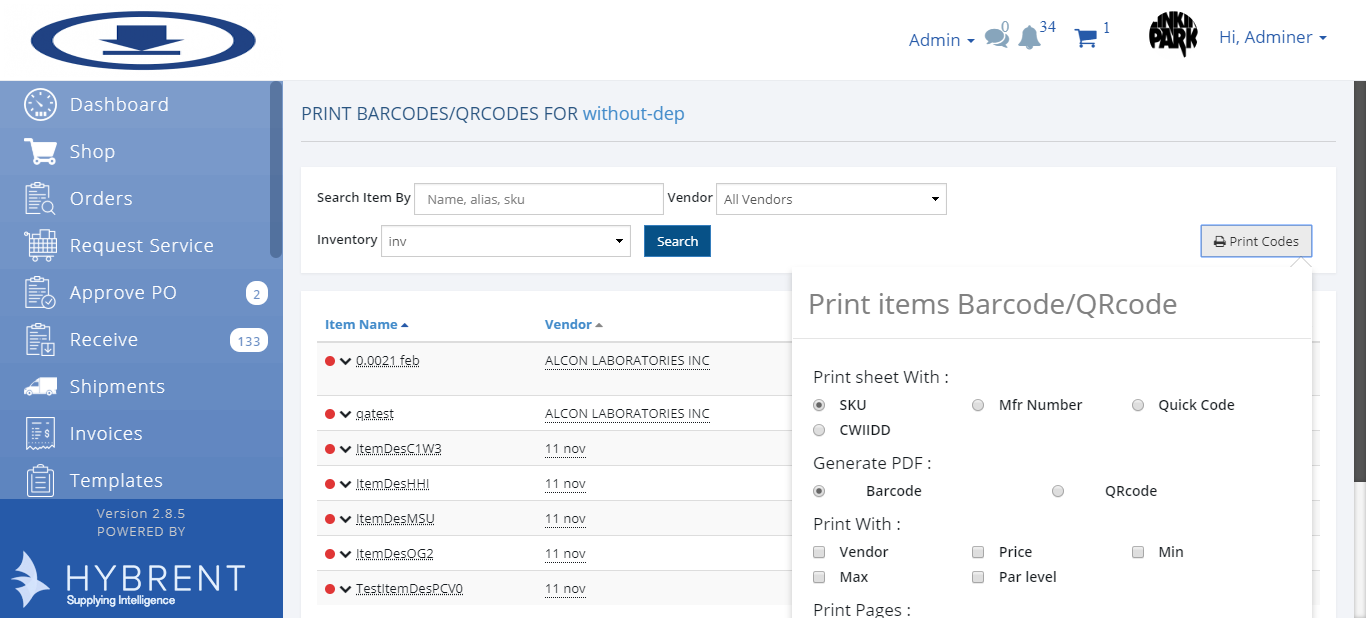 Admin
0
34
1
LINKIN
PARK
Hi, Adminer
Dashboard
Shop
Orders
Request Service
Approve PO 2
Receive 133
Shipments
Invoices
Templates
Version 2.8.5
POWERED BY
HYBRENT
Supplying Intelligence
PRINT BARCODES/QRCODES FOR without-dep
Search Item By Name, alias, sku Vendor All Vendors
Inventory inv Search Print Codes
Item Name Vendor
0.0021 feb ALCON LABORATORIES INC
qatest ALCON LABORATORIES INC
ItemDesC1W3 11 nov
ItemDesHHI 11 nov
ItemDesMSU 11 nov
ItemDesOG2 11 nov
TestItemDesPCV0 11 nov
Print items Barcode/QRcode
Print sheet With :
SKU Mfr Number Quick Code
CWIIDD
Generate PDF :
Barcode QRcode
Print With :
Vendor Price Min
Max Par level
Print Pages :